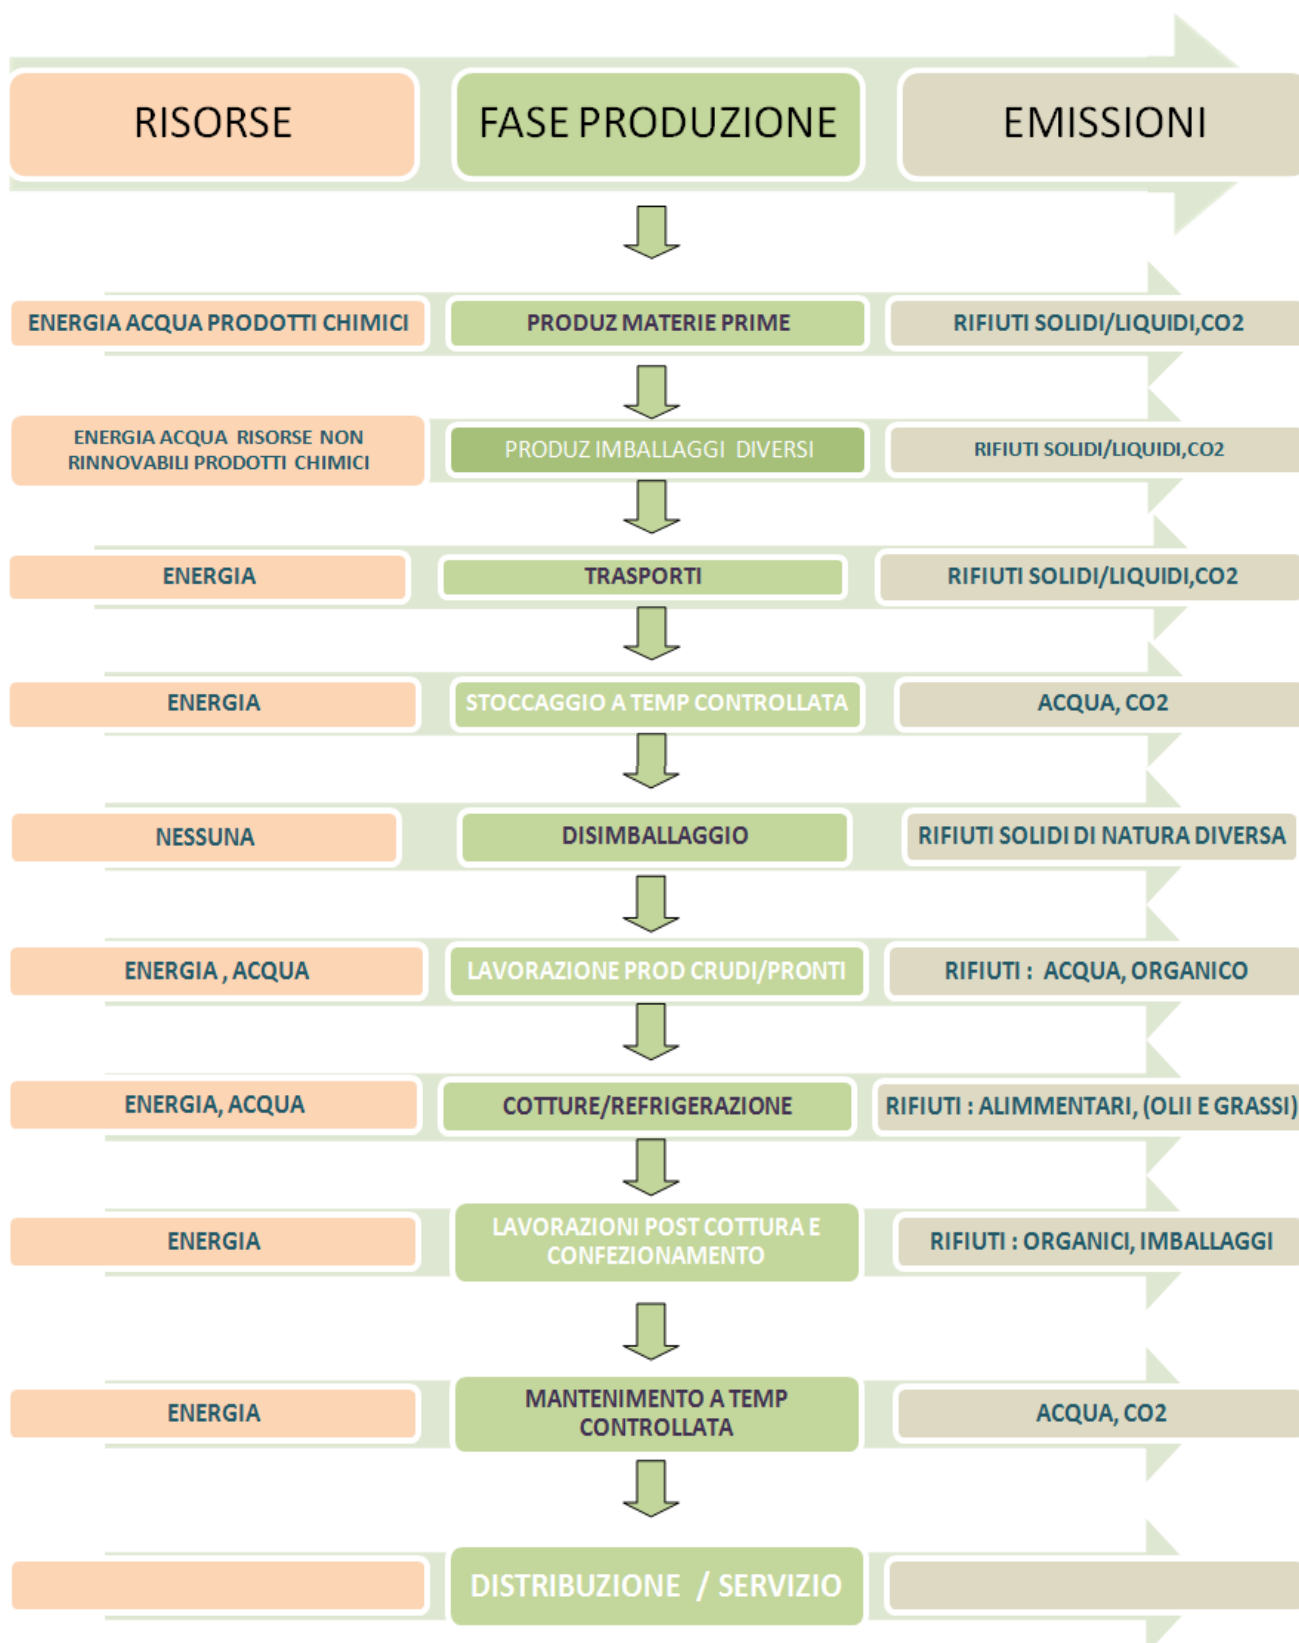 RISORSE
FASE PRODUZIONE
EMISSIONI
ENERGIA ACQUA PRODOTTI CHIMICI
PRODUZ MATERIE PRIME
RIFIUTI SOLIDI/LIQUIDI,CO2
ENERGIA ACQUA RISORSE NON
RINNOVABILI PRODOTTI CHIMICI
PRODUZ IMBALLAGGI DIVERSI
RIFIUTI SOLIDI/LIQUIDI,CO2
ENERGIA
TRASPORTI
RIFIUTI SOLIDI/LIQUIDI,CO2
ENERGIA
STOCCAGGIO A TEMP CONTROLLATA
ACQUA, CO2
NESSUNA
DISIMBALLAGGIO
RIFIUTI SOLIDI DI NATURA DIVERSA
ENERGIA , ACQUA
LAVORAZIONE PROD CRUDI/PRONTI
RIFIUTI : ACQUA, ORGANICO
ENERGIA, ACQUA
COTTURE/REFRIGERAZIONE
RIFIUTI : ALIMMENTARI, (OLII E GRASSI)
ENERGIA
LAVORAZIONI POST COTTURA E
CONFEZIONAMENTO
RIFIUTI : ORGANICI, IMBALLAGGI
ENERGIA
MANTENIMENTO A TEMP
CONTROLLATA
ACQUA, CO2
DISTRIBUZIONE / SERVIZIO